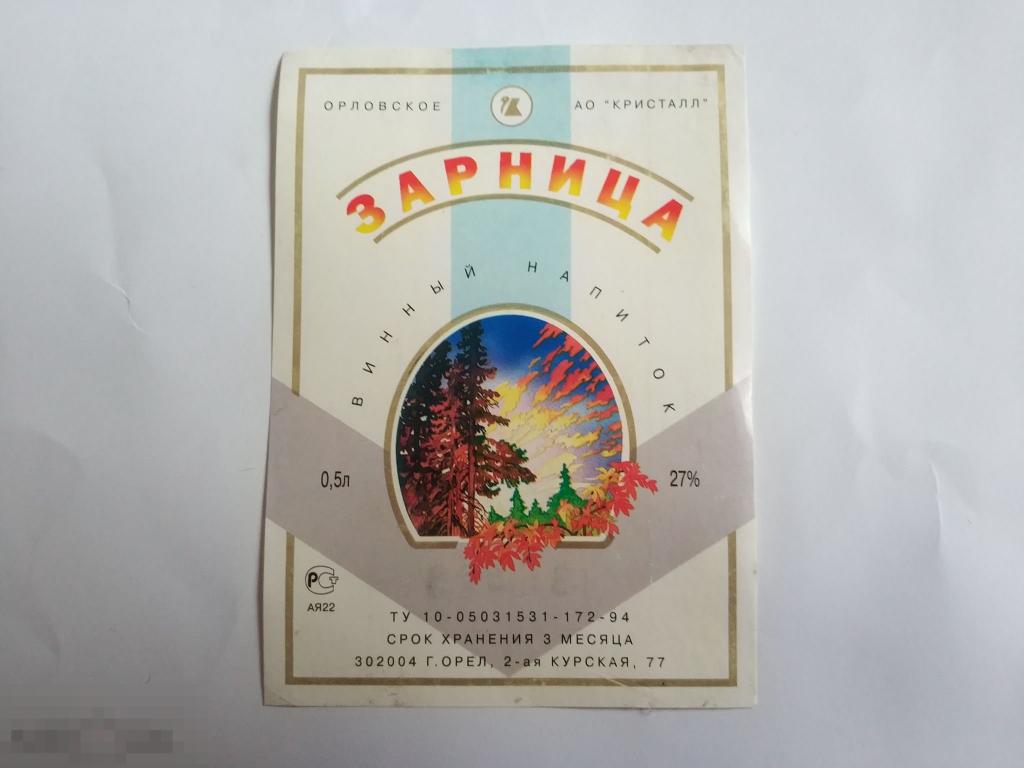 ОРЛОВСКОЕ АО "КРИСТАЛЛ"
ЗАРНИЦА
ВИННЫЙ НАПИТОК
0,5л 27%
РСТ
АЯ22
ТУ 10-05031531-172-94
СРОК ХРАНЕНИЯ 3 МЕСЯЦА
302004 Г.ОРЕЛ, 2-ая КУРСКАЯ, 77